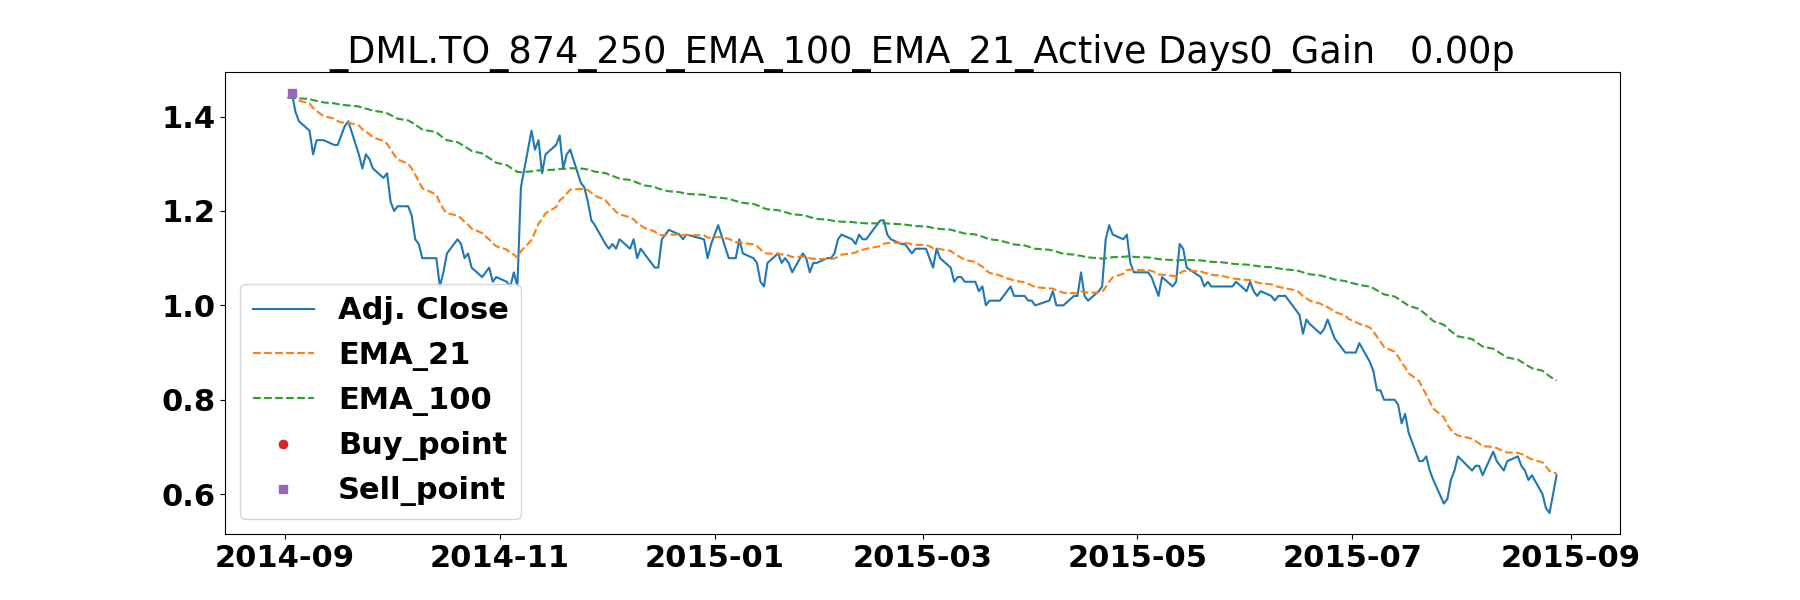 _DML.TO_874_250_EMA_100_EMA_21_Active Days0_Gain   0.00p
1.4
1.2
1.0
0.8
0.6
Adj. Close
EMA_21
EMA_100
Buy_point
Sell_point
2014-09 2014-11 2015-01 2015-03 2015-05 2015-07 2015-09